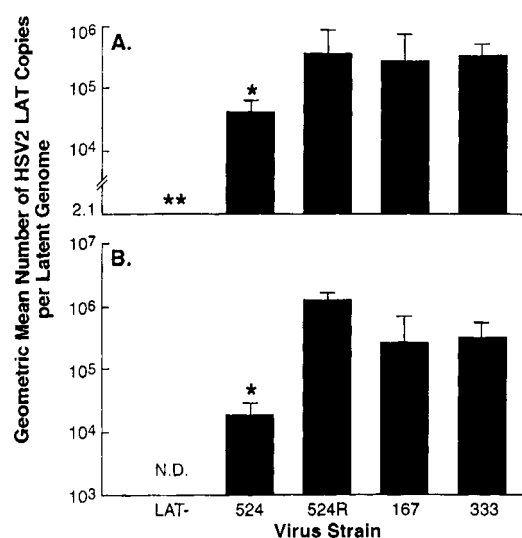 Geometric Mean Number of HSV2 LAT Copies
per Latent Genome
A.
10⁶
10⁵
10⁴
2.1
**
*
B.
10⁷
10⁶
10⁵
10⁴
10³
N.D.
*
LAT- 524 524R 167 333
Virus Strain